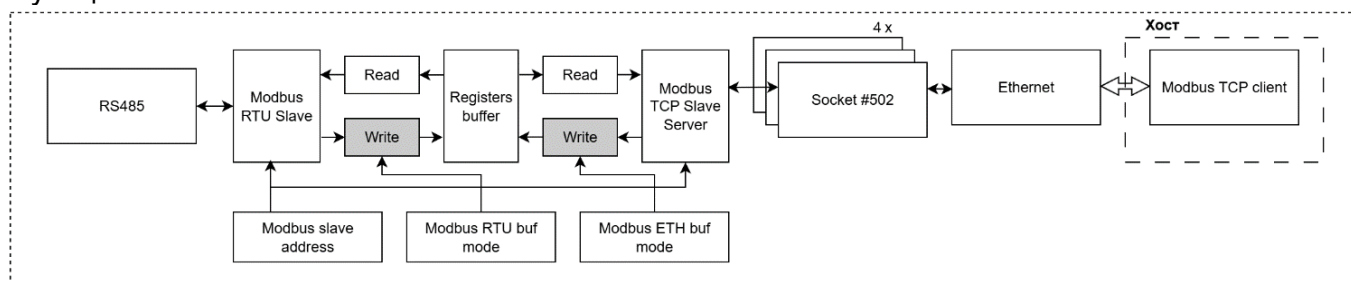 4 x
Хост
RS485
Modbus
RTU Slave
Read
Write
Registers
buffer
Read
Write
Modbus
TCP Slave
Server
Socket #502
Ethernet
Modbus TCP client
Modbus slave
address
Modbus RTU buf
mode
Modbus ETH buf
mode